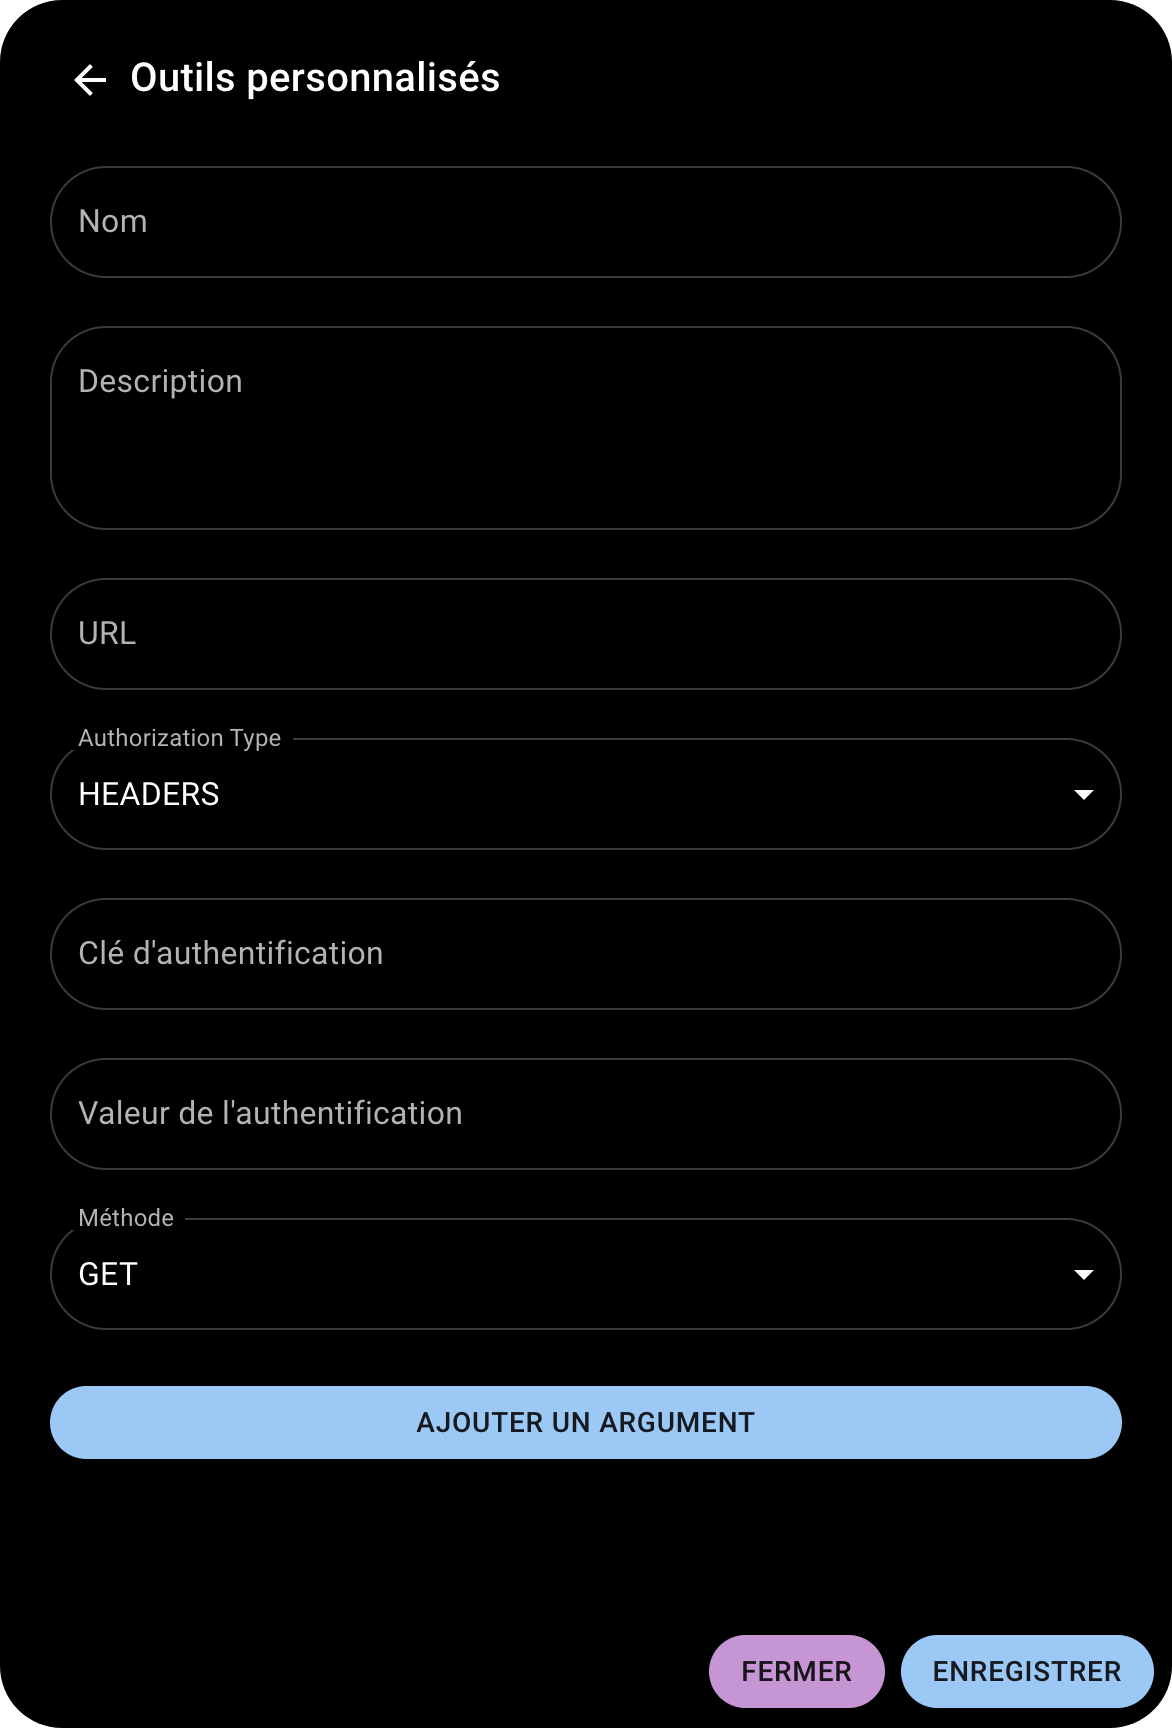 Outils personnalisés
Nom
Description
URL
Authorization Type
HEADERS
Clé d'authentification
Valeur de l'authentification
Méthode
GET
AJOUTER UN ARGUMENT
FERMER
ENREGISTRER